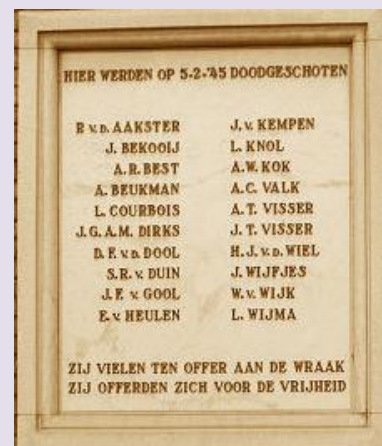 HIER WERDEN OP 5-2-'45 DOODGESCHOTEN
R v.D. AAKSTER
J. BEKOOIJ
A.R. BEST
A. BEUKMAN
L. COURBOIS
J.G.A.M. DIRKS
D.F. v.D. DOOL
S.R. v. DUIN
J.F. v. GOOL
E. v. HEULEN
J. v. KEMPEN
L. KNOL
A.W. KOK
A.C. VALK
A.T. VISSER
J.T. VISSER
H.J. v.D. WIEL
J. WIJFJES
W. v. WIJK
L. WIJMA
ZIJ VIELEN TEN OFFER AAN DE WRAAK
ZIJ OFFERDEN ZICH VOOR DE VRIJHEID